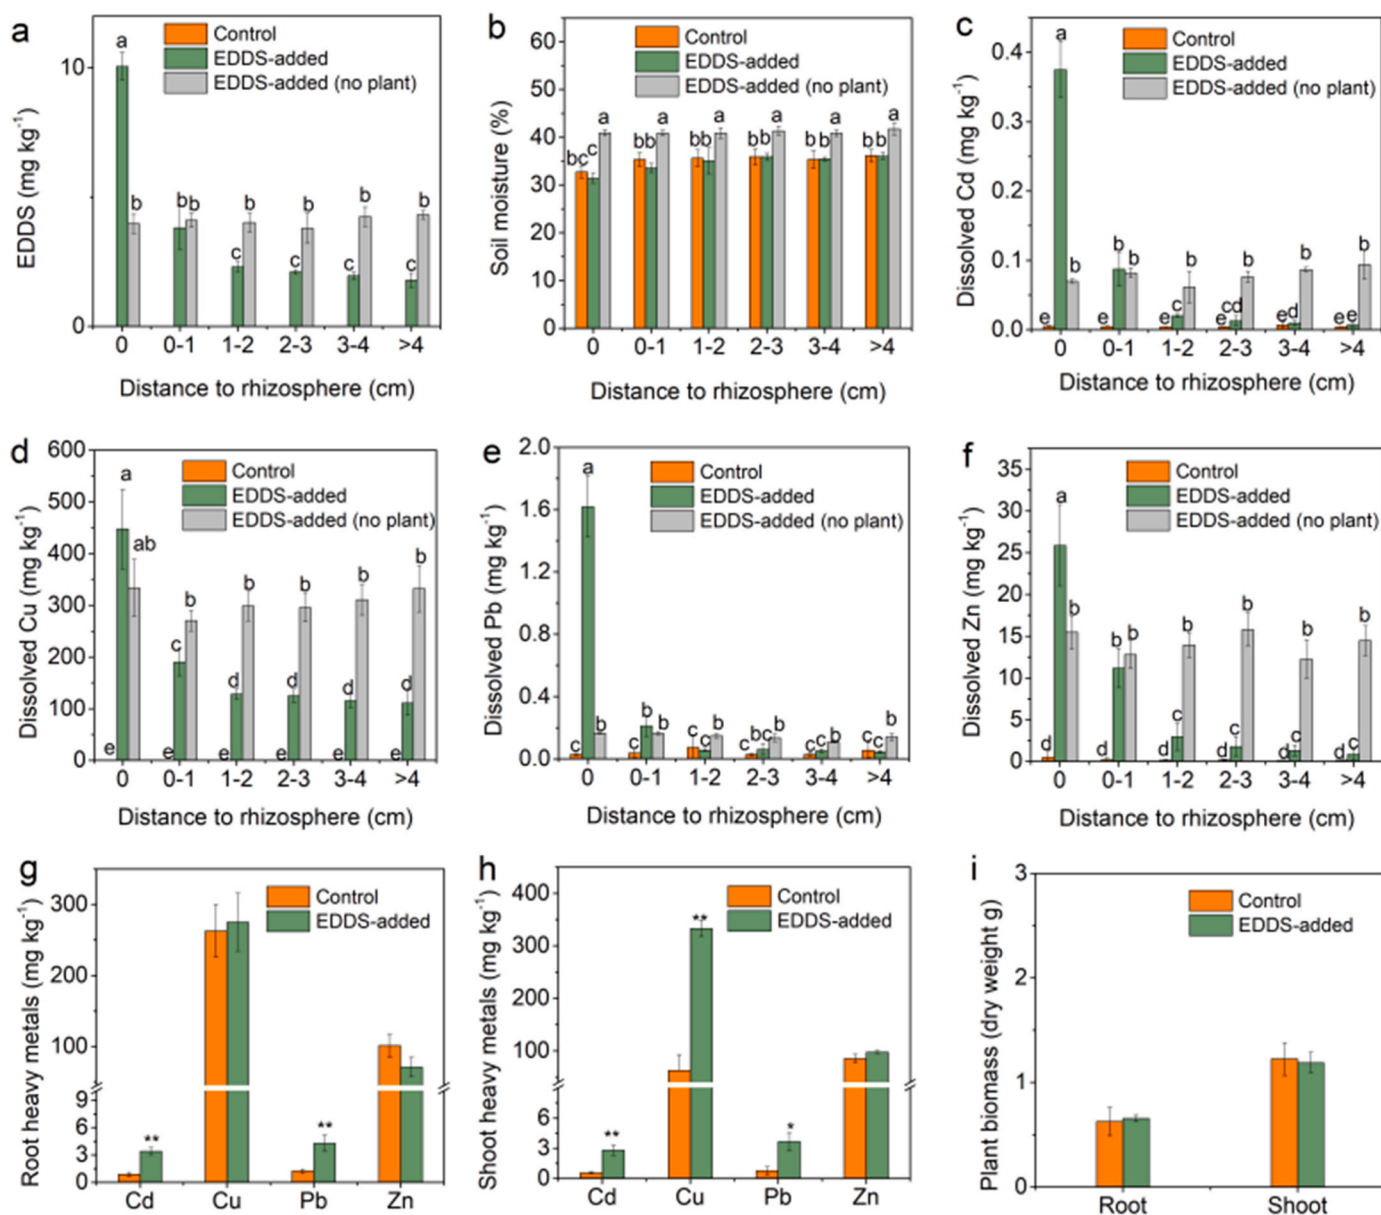 a
Control
EDDS-added
EDDS-added (no plant)
EDDS (mg kg⁻¹)
10
0
a
b
b b
c b
c b
c b
c b
0 0-1 1-2 2-3 3-4 >4
Distance to rhizosphere (cm)
b
Control
EDDS-added
EDDS-added (no plant)
Soil moisture (%)
60
50
40
30
20
10
0
bc c a
b b a
b b a
b b a
b b a
b b a
0 0-1 1-2 2-3 3-4 >4
Distance to rhizosphere (cm)
c
Control
EDDS-added
EDDS-added (no plant)
Dissolved Cd (mg kg⁻¹)
0.4
0.3
0.2
0.1
0.0
e a b
e b b
e c b
e cd b
e d b
e e b
0 0-1 1-2 2-3 3-4 >4
Distance to rhizosphere (cm)
d
Control
EDDS-added
EDDS-added (no plant)
Dissolved Cu (mg kg⁻¹)
600
500
400
300
200
100
0
e a ab
e c b
e d b
e d b
e d b
e d b
0 0-1 1-2 2-3 3-4 >4
Distance to rhizosphere (cm)
e
Control
EDDS-added
EDDS-added (no plant)
Dissolved Pb (mg kg⁻¹)
2.0
1.6
1.2
0.8
0.4
0.0
c a b
c b b
c c b
c bc b
c c b
c c b
0 0-1 1-2 2-3 3-4 >4
Distance to rhizosphere (cm)
f
Control
EDDS-added
EDDS-added (no plant)
Dissolved Zn (mg kg⁻¹)
35
30
25
20
15
10
5
0
d a b
d b b
d c b
d c b
d c b
d c b
0 0-1 1-2 2-3 3-4 >4
Distance to rhizosphere (cm)
g
Control
EDDS-added
Root heavy metals (mg kg⁻¹)
300
200
100
9
6
3
0
** **
Cd Cu Pb Zn
h
Control
EDDS-added
Shoot heavy metals (mg kg⁻¹)
400
300
200
100
6
3
0
** ** *
Cd Cu Pb Zn
i
Control
EDDS-added
Plant biomass (dry weight g)
3
2
1
0
Root Shoot